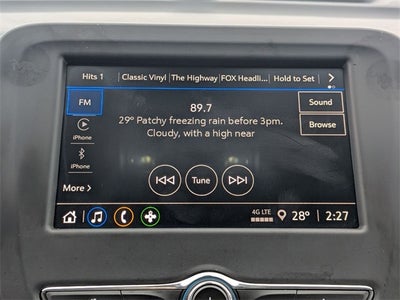 Hits 1 Classic Vinyl The Highway FOX Headli... Hold to Set
FM
89.7
Sound
29° Patchy freezing rain before 3pm.
Cloudy, with a high near
Browse
iPhone
iPhone
More
Tune
4G LTE 28° 2:27